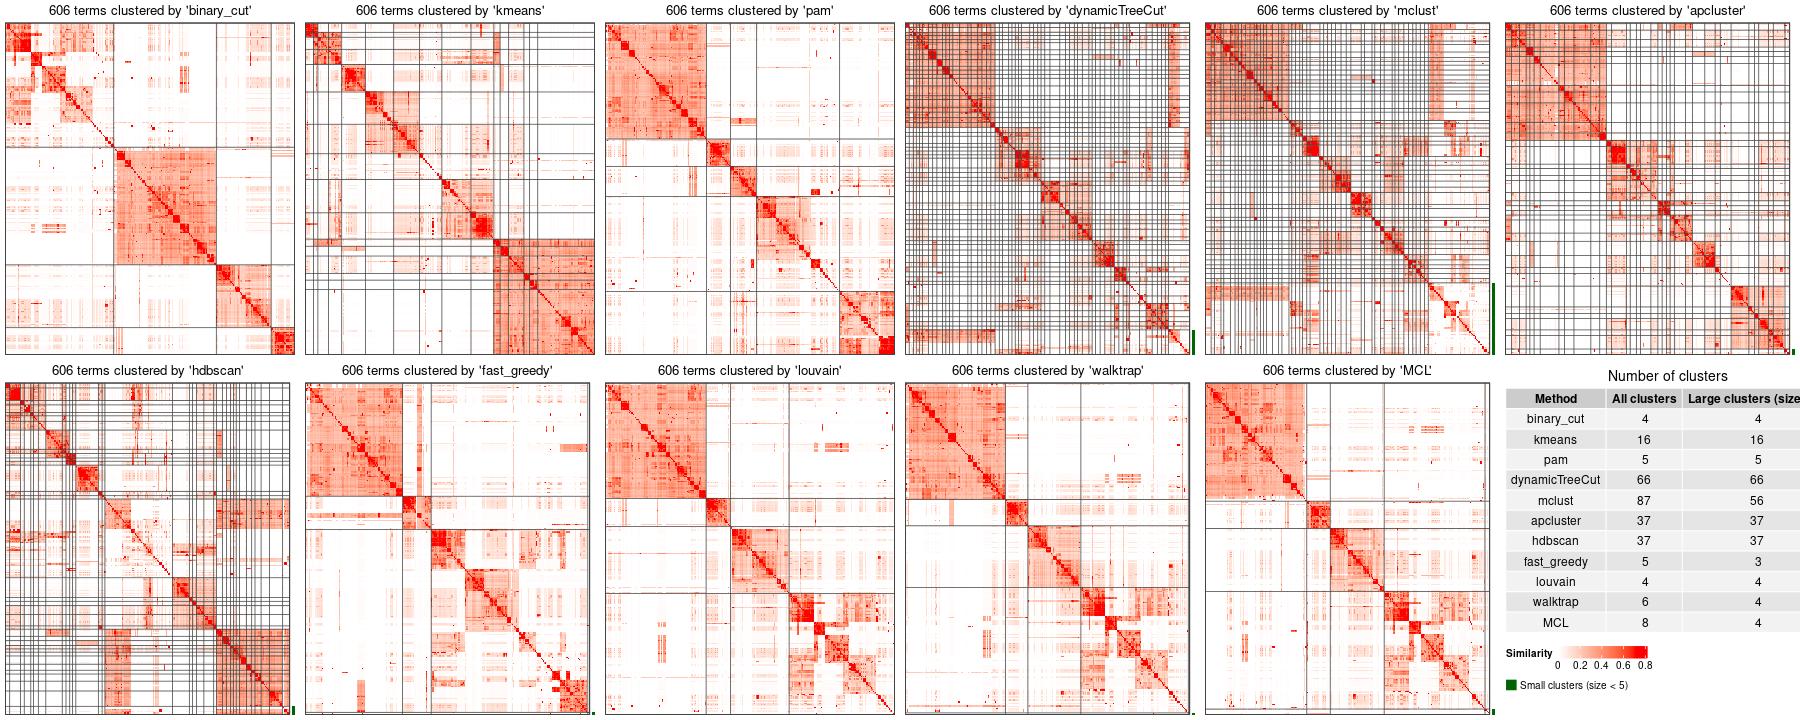 606 terms clustered by 'binary_cut'
606 terms clustered by 'kmeans'
606 terms clustered by 'pam'
606 terms clustered by 'dynamicTreeCut'
606 terms clustered by 'mclust'
606 terms clustered by 'apcluster'
606 terms clustered by 'hdbscan'
606 terms clustered by 'fast_greedy'
606 terms clustered by 'louvain'
606 terms clustered by 'walktrap'
606 terms clustered by 'MCL'
Number of clusters
Method All clusters Large clusters (size
binary_cut 4 4
kmeans 16 16
pam 5 5
dynamicTreeCut 66 66
mclust 87 56
apcluster 37 37
hdbscan 37 37
fast_greedy 5 3
louvain 4 4
walktrap 6 4
MCL 8 4
Similarity
0 0.2 0.4 0.6 0.8
Small clusters (size < 5)